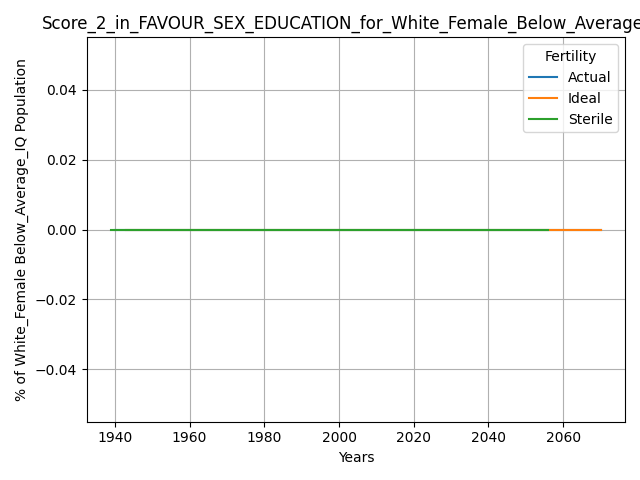 Score_2_in_FAVOUR_SEX_EDUCATION_for_White_Female_Below_Average
Fertility
Actual
Ideal
Sterile
% of White_Female Below_Average_IQ Population
0.04
0.02
0.00
−0.02
−0.04
1940 1960 1980 2000 2020 2040 2060
Years